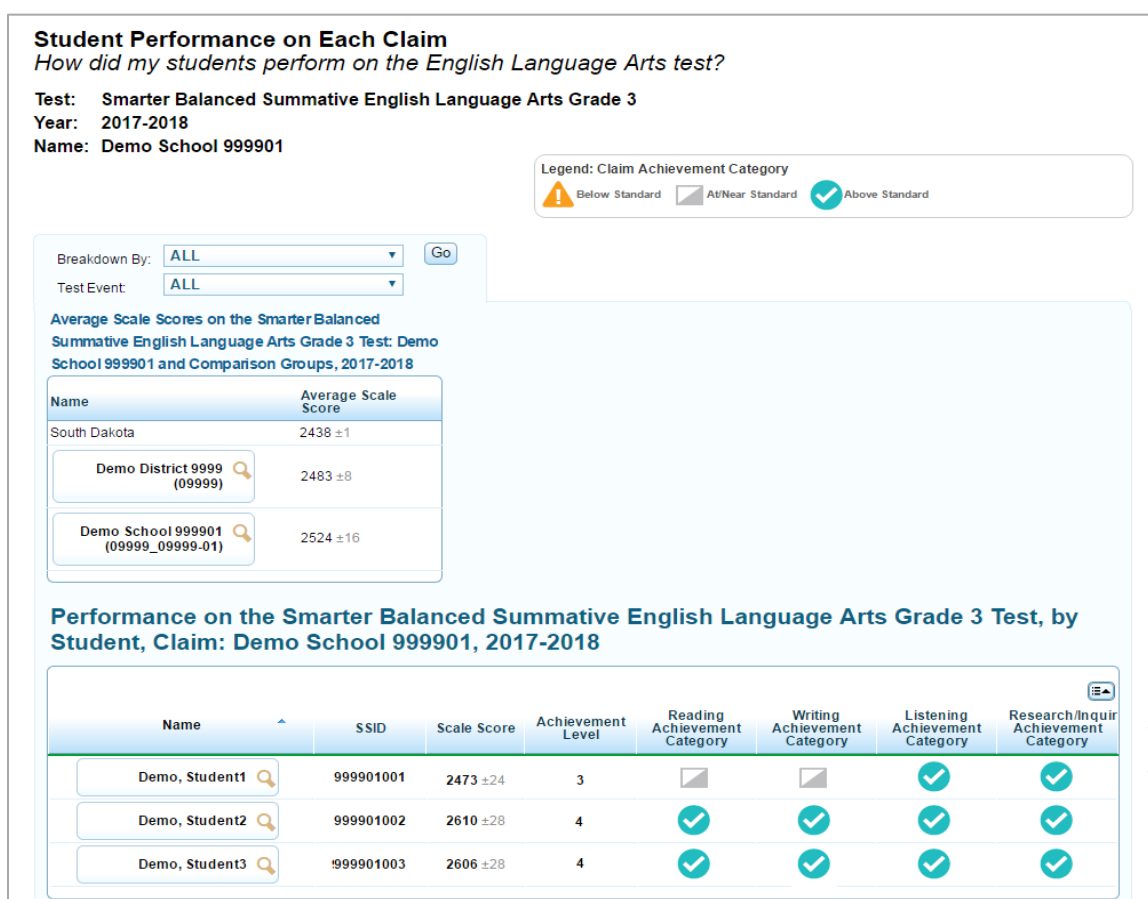 Student Performance on Each Claim
How did my students perform on the English Language Arts test?
Test: Smarter Balanced Summative English Language Arts Grade 3
Year: 2017-2018
Name: Demo School 999901
Legend: Claim Achievement Category
Below Standard At/Near Standard Above Standard
Breakdown By: ALL Go
Test Event: ALL
Average Scale Scores on the Smarter Balanced
Summative English Language Arts Grade 3 Test: Demo
School 999901 and Comparison Groups, 2017-2018
Name Average Scale
Score
South Dakota 2438 ±1
Demo District 9999
(09999) 2483 ±8
Demo School 999901
(09999_09999-01) 2524 ±16
Performance on the Smarter Balanced Summative English Language Arts Grade 3 Test, by
Student, Claim: Demo School 999901, 2017-2018
Name SSID Scale Score Achievement Level Reading Achievement Category Writing Achievement Category Listening Achievement Category Research/Inquir Achievement Category
Demo, Student1 999901001 2473 ±24 3
Demo, Student2 999901002 2610 ±28 4
Demo, Student3 !999901003 2606 ±28 4